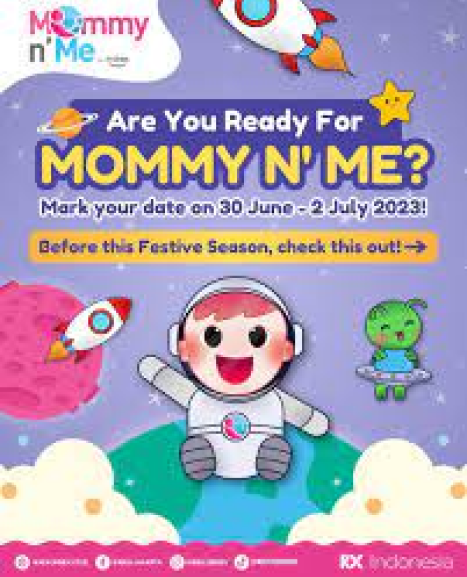 Mommy
n' Me
Are You Ready For
MOMMY N' ME?
Mark your date on 30 June - 2 July 2023!
Before this Festive Season, check this out!
RX Indonesia